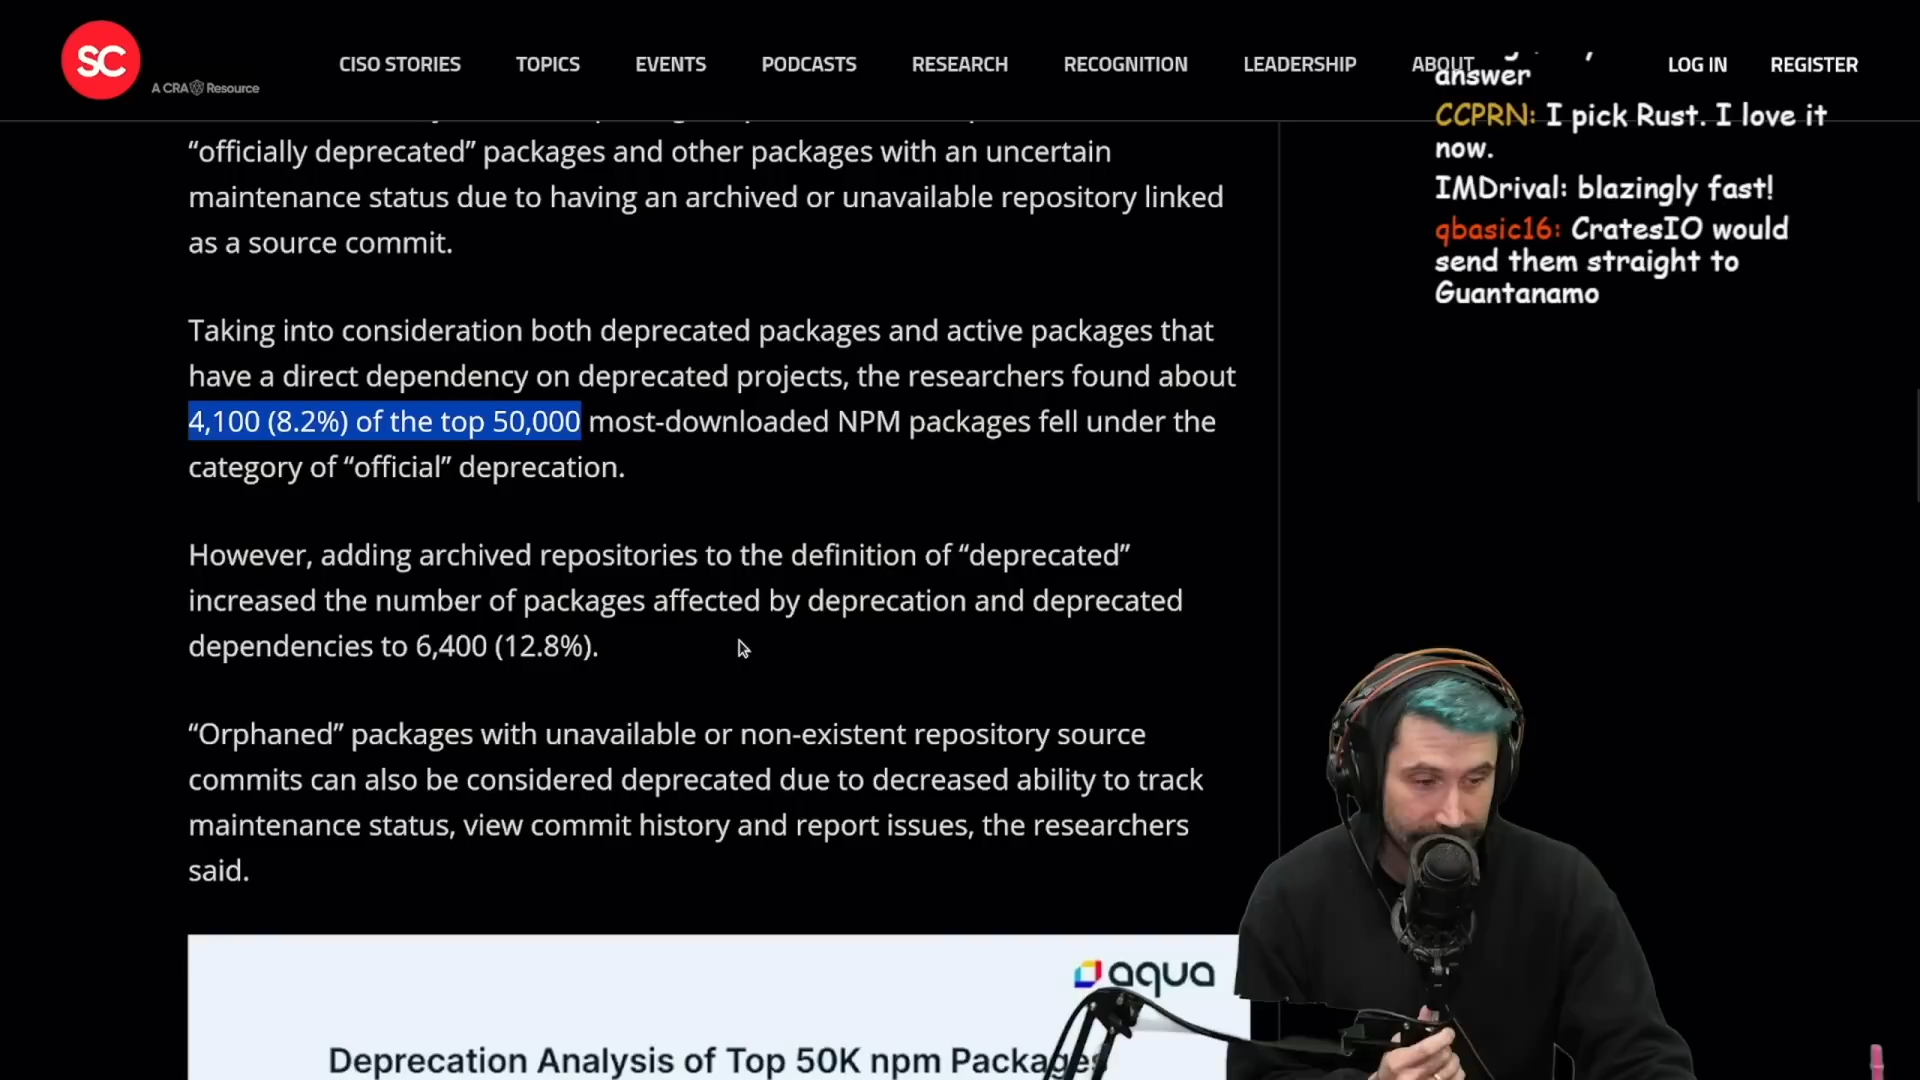 SC
A CRA Resource
CISO STORIES
TOPICS
EVENTS
PODCASTS
RESEARCH
RECOGNITION
LEADERSHIP
ABOUT
LOG IN
REGISTER
“officially deprecated” packages and other packages with an uncertain
maintenance status due to having an archived or unavailable repository linked
as a source commit.
Taking into consideration both deprecated packages and active packages that
have a direct dependency on deprecated projects, the researchers found about
4,100 (8.2%) of the top 50,000 most-downloaded NPM packages fell under the
category of “official” deprecation.
However, adding archived repositories to the definition of “deprecated”
increased the number of packages affected by deprecation and deprecated
dependencies to 6,400 (12.8%).
“Orphaned” packages with unavailable or non-existent repository source
commits can also be considered deprecated due to decreased ability to track
maintenance status, view commit history and report issues, the researchers
said.
aqua
Deprecation Analysis of Top 50K npm Packages
answer
CCPRN: I pick Rust. I love it
now.
IMDrival: blazingly fast!
qbasic16: CratesIO would
send them straight to
Guantanamo